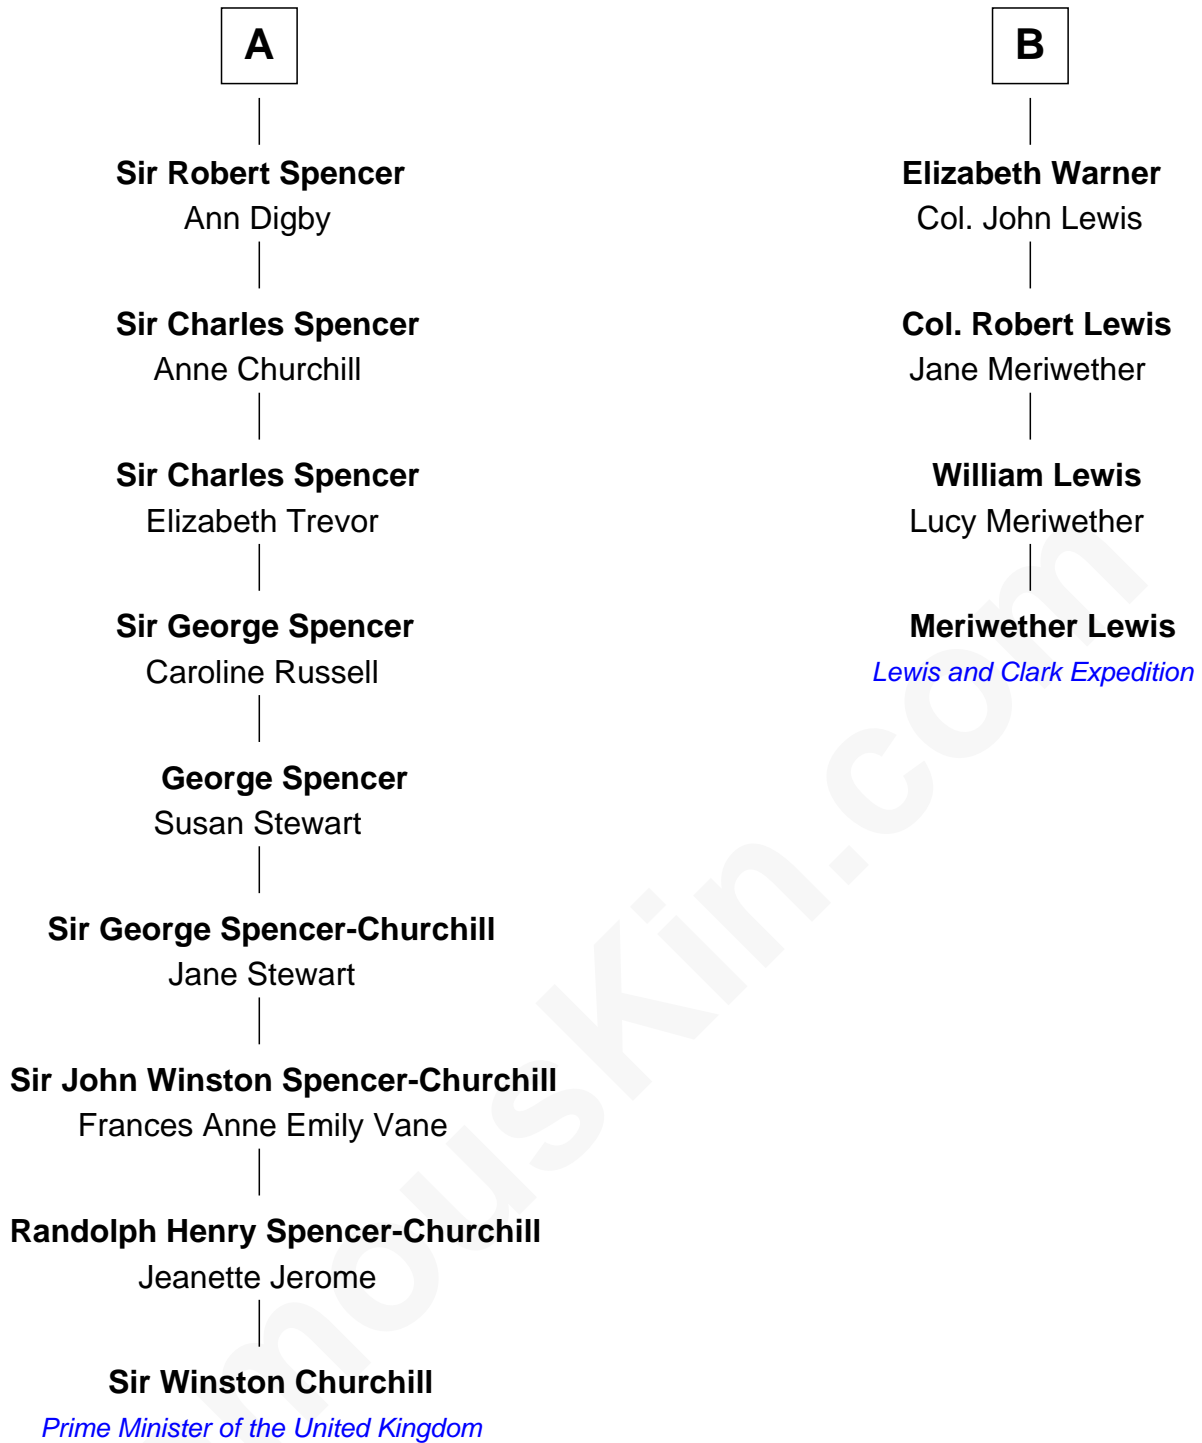 A
Sir Robert Spencer
Ann Digby
Sir Charles Spencer
Anne Churchill
Sir Charles Spencer
Elizabeth Trevor
Sir George Spencer
Caroline Russell
George Spencer
Susan Stewart
Sir George Spencer-Churchill
Jane Stewart
Sir John Winston Spencer-Churchill
Frances Anne Emily Vane
Randolph Henry Spencer-Churchill
Jeanette Jerome
Sir Winston Churchill
Prime Minister of the United Kingdom
B
Elizabeth Warner
Col. John Lewis
Col. Robert Lewis
Jane Meriwether
William Lewis
Lucy Meriwether
Meriwether Lewis
Lewis and Clark Expedition
mousKin.com